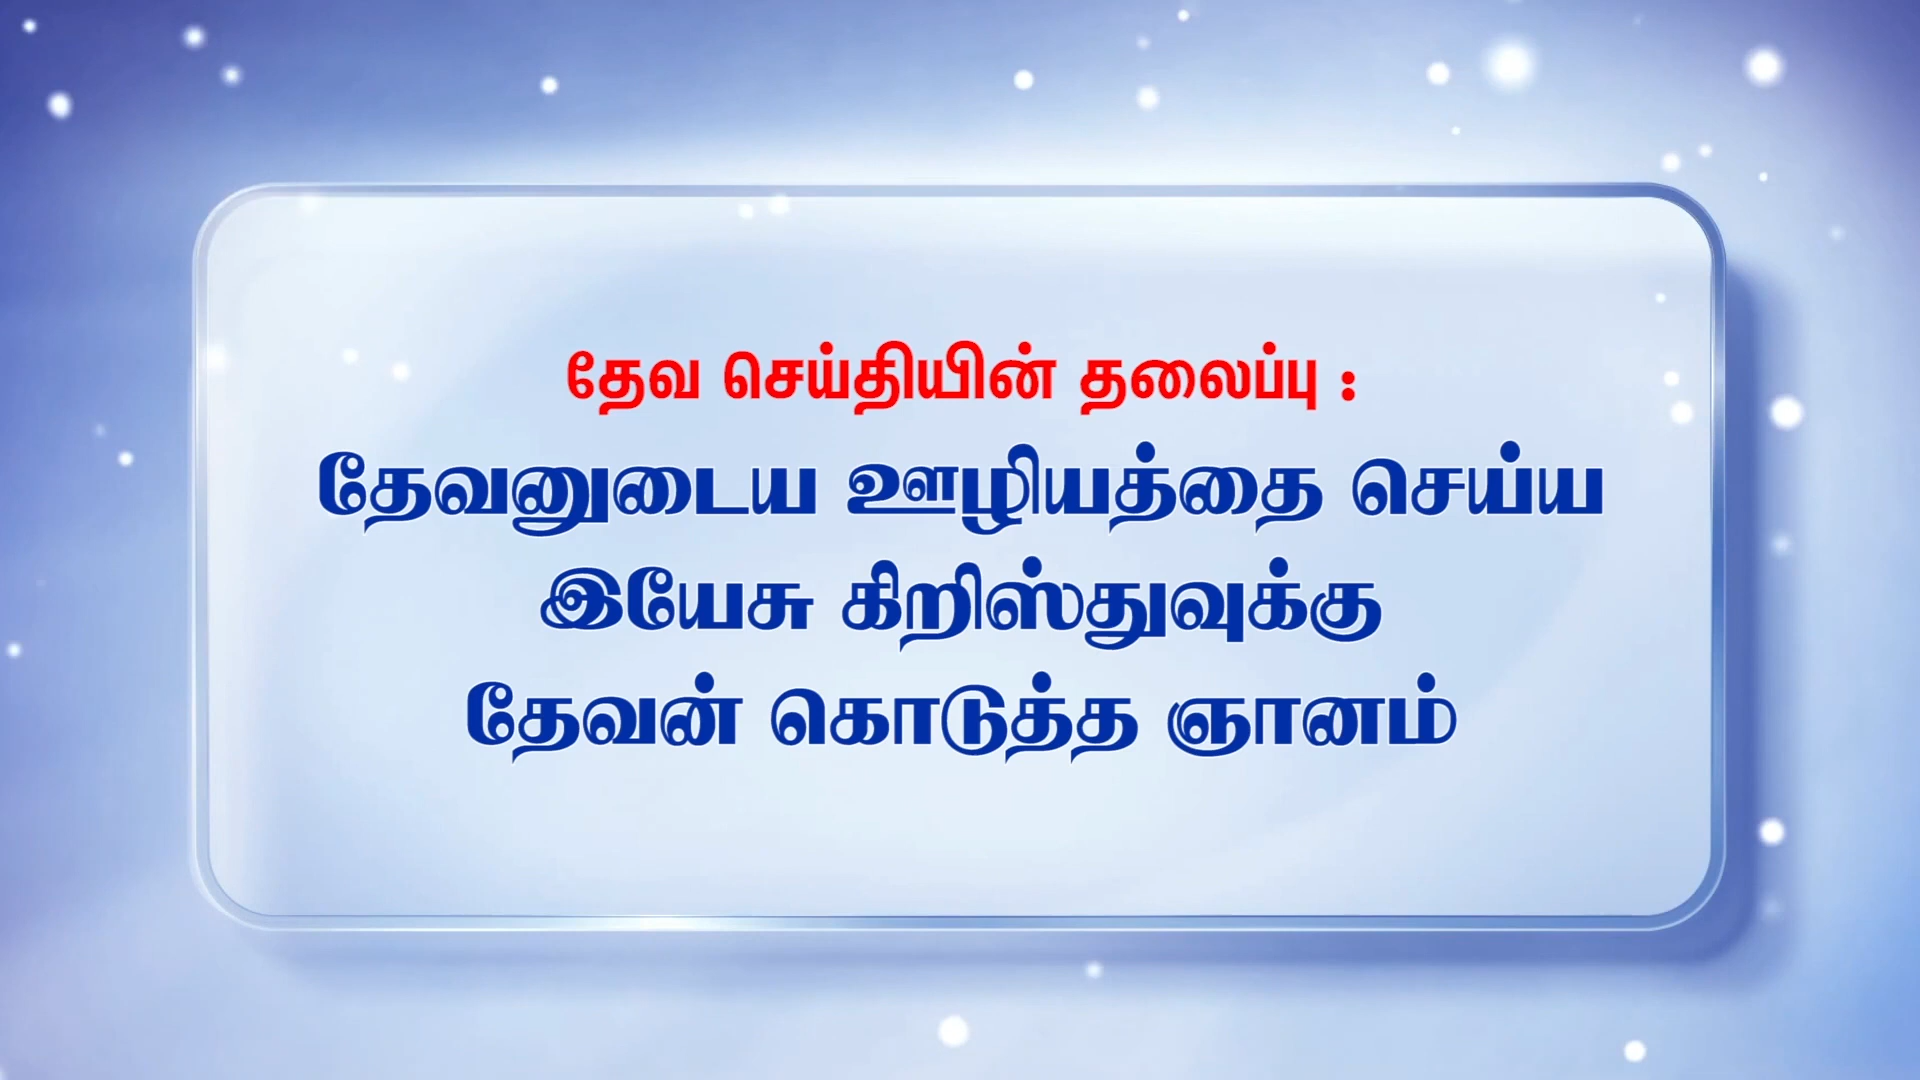 தேவ செய்தியின் தலைப்பு :
தேவனுடைய ஊழியத்தை செய்ய
இயேசு கிறிஸ்துவுக்கு
தேவன் கொடுத்த ஞானம்